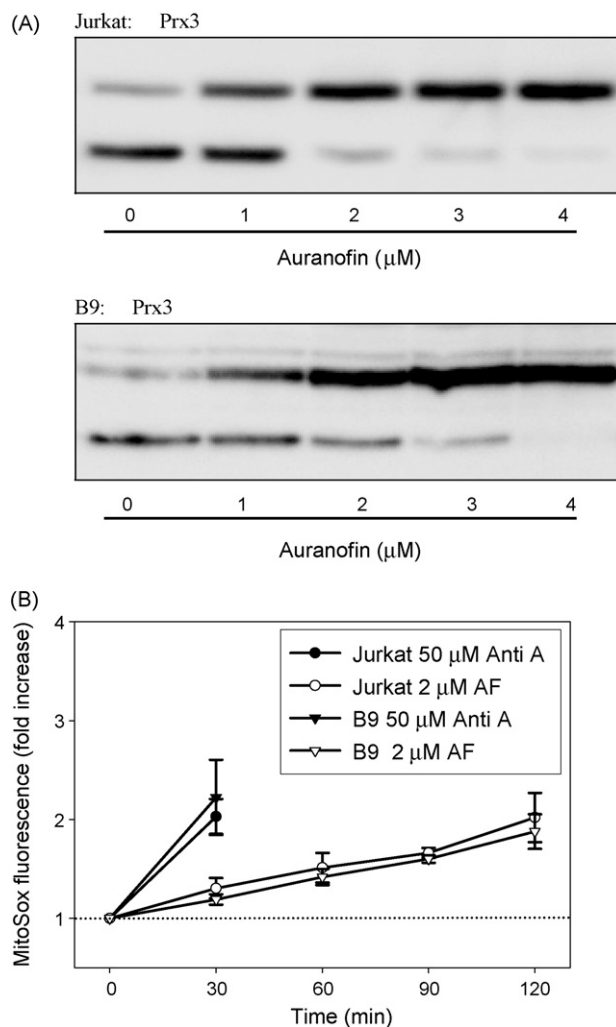 (A)
Jurkat: Prx3
0 1 2 3 4
Auranofin (μM)
B9: Prx3
0 1 2 3 4
Auranofin (μM)
(B)
MitoSox fluorescence (fold increase)
4
3
2
1
Jurkat 50 μM Anti A
Jurkat 2 μM AF
B9 50 μM Anti A
B9 2 μM AF
0 30 60 90 120
Time (min)